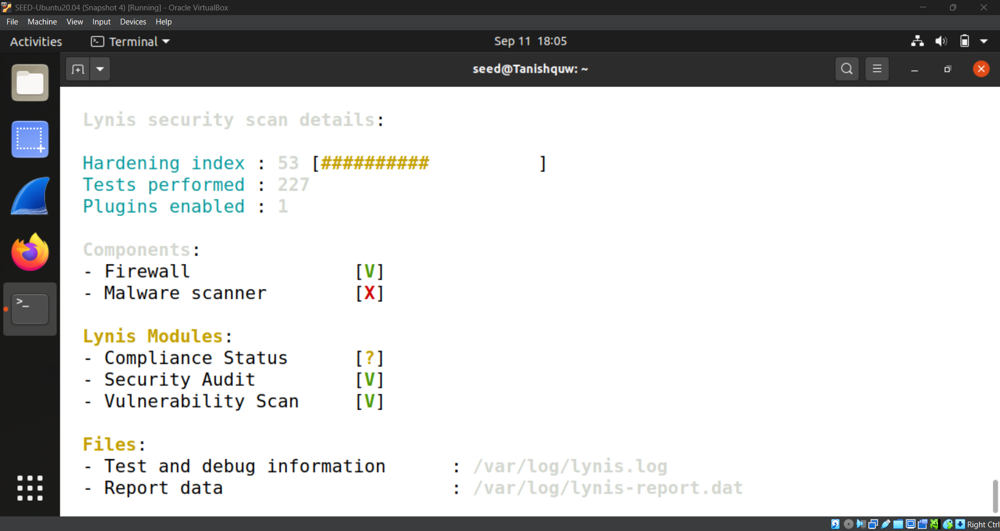 SEED-Ubuntu20.04 (Snapshot 4) [Running] - Oracle VirtualBox
File Machine View Input Devices Help
Activities Terminal Sep 11 18:05
seed@Tanishquw: ~
Lynis security scan details:
Hardening index : 53 [########## ]
Tests performed : 227
Plugins enabled : 1
Components:
- Firewall [V]
- Malware scanner [X]
Lynis Modules:
- Compliance Status [?]
- Security Audit [V]
- Vulnerability Scan [V]
Files:
- Test and debug information : /var/log/lynis.log
- Report data : /var/log/lynis-report.dat
Right Ctrl